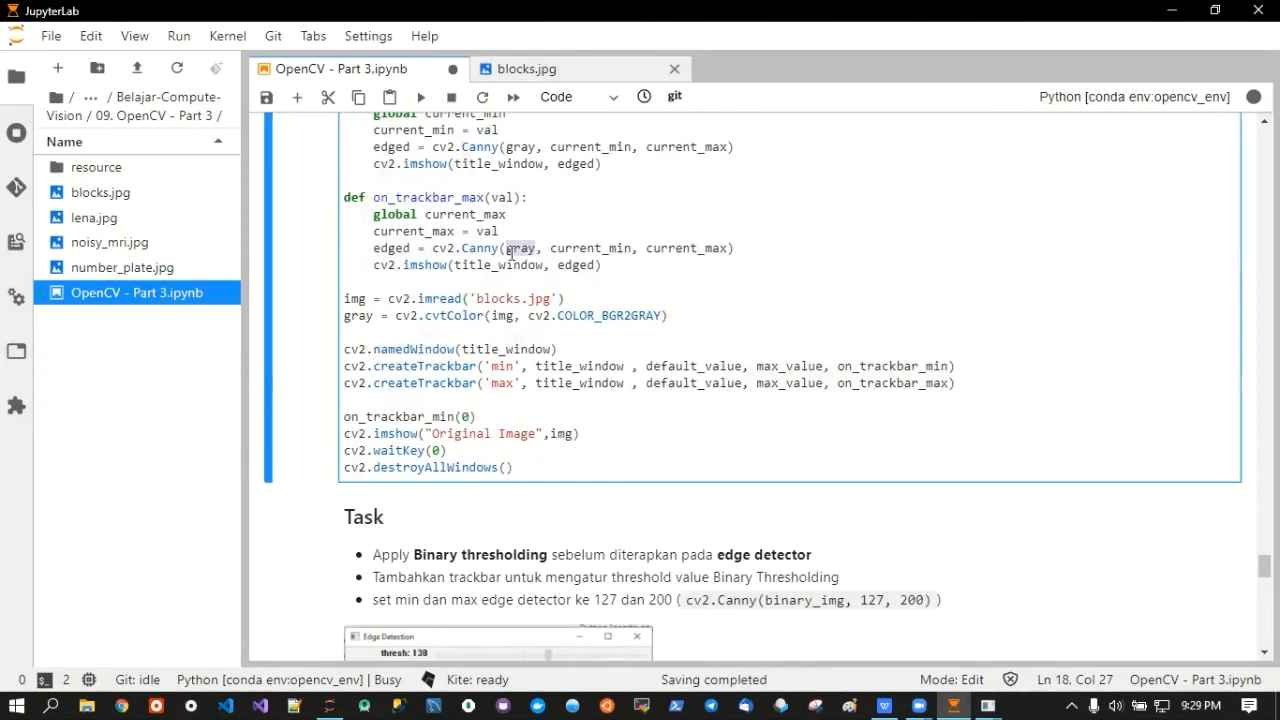 JupyterLab
File Edit View Run Kernel Git Tabs Settings Help
OpenCV - Part 3.ipynb
blocks.jpg
Code
git
Python [conda env:opencv_env]
/ ... / Belajar-Compute-
Vision / 09. OpenCV - Part 3 /
Name
resource
blocks.jpg
lena.jpg
noisy_mri.jpg
number_plate.jpg
OpenCV - Part 3.ipynb
global current_min
current_min = val
edged = cv2.Canny(gray, current_min, current_max)
cv2.imshow(title_window, edged)
def on_trackbar_max(val):
global current_max
current_max = val
edged = cv2.Canny(gray, current_min, current_max)
cv2.imshow(title_window, edged)
img = cv2.imread('blocks.jpg')
gray = cv2.cvtColor(img, cv2.COLOR_BGR2GRAY)
cv2.namedWindow(title_window)
cv2.createTrackbar('min', title_window , default_value, max_value, on_trackbar_min)
cv2.createTrackbar('max', title_window , default_value, max_value, on_trackbar_max)
on_trackbar_min(0)
cv2.imshow("Original Image",img)
cv2.waitKey(0)
cv2.destroyAllWindows()
Task
Apply Binary thresholding sebelum diterapkan pada edge detector
Tambahkan trackbar untuk mengatur threshold value Binary Thresholding
set min dan max edge detector ke 127 dan 200 ( cv2.Canny(binary_img, 127, 200) )
Edge Detection
thresh: 138
0 2 Git: idle Python [conda env:opencv_env] | Busy Kite: ready Saving completed Mode: Edit Ln 18, Col 27 OpenCV - Part 3.ipynb
9:29 PM